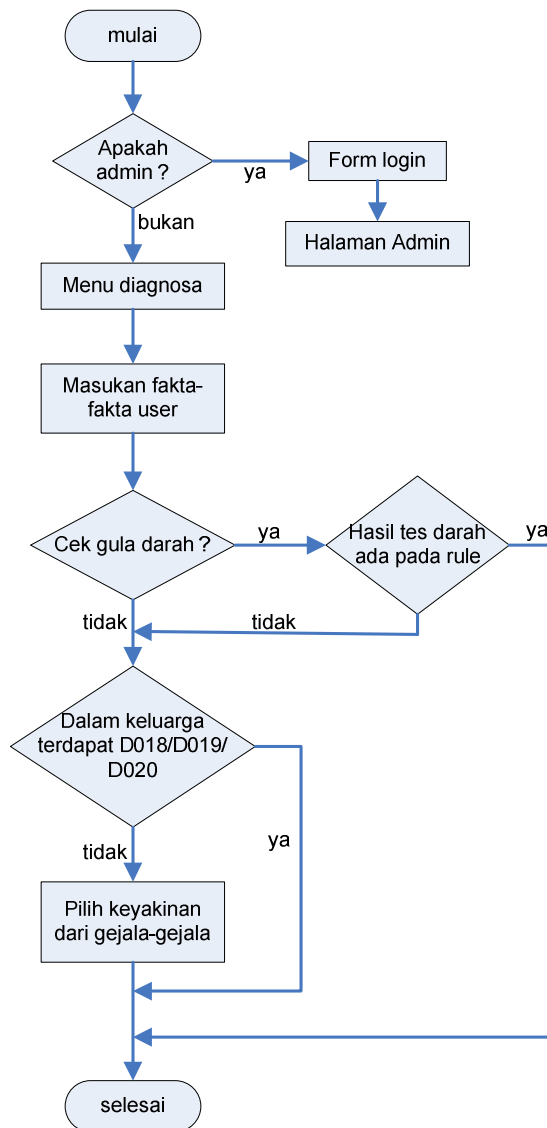 mulai
Apakah
admin ?
ya
Form login
bukan
Halaman Admin
Menu diagnosa
Masukan fakta-
fakta user
Cek gula darah ?
ya
Hasil tes darah
ada pada rule
ya
tidak
tidak
Dalam keluarga
terdapat D018/D019/
D020
ya
tidak
Pilih keyakinan
dari gejala-gejala
selesai